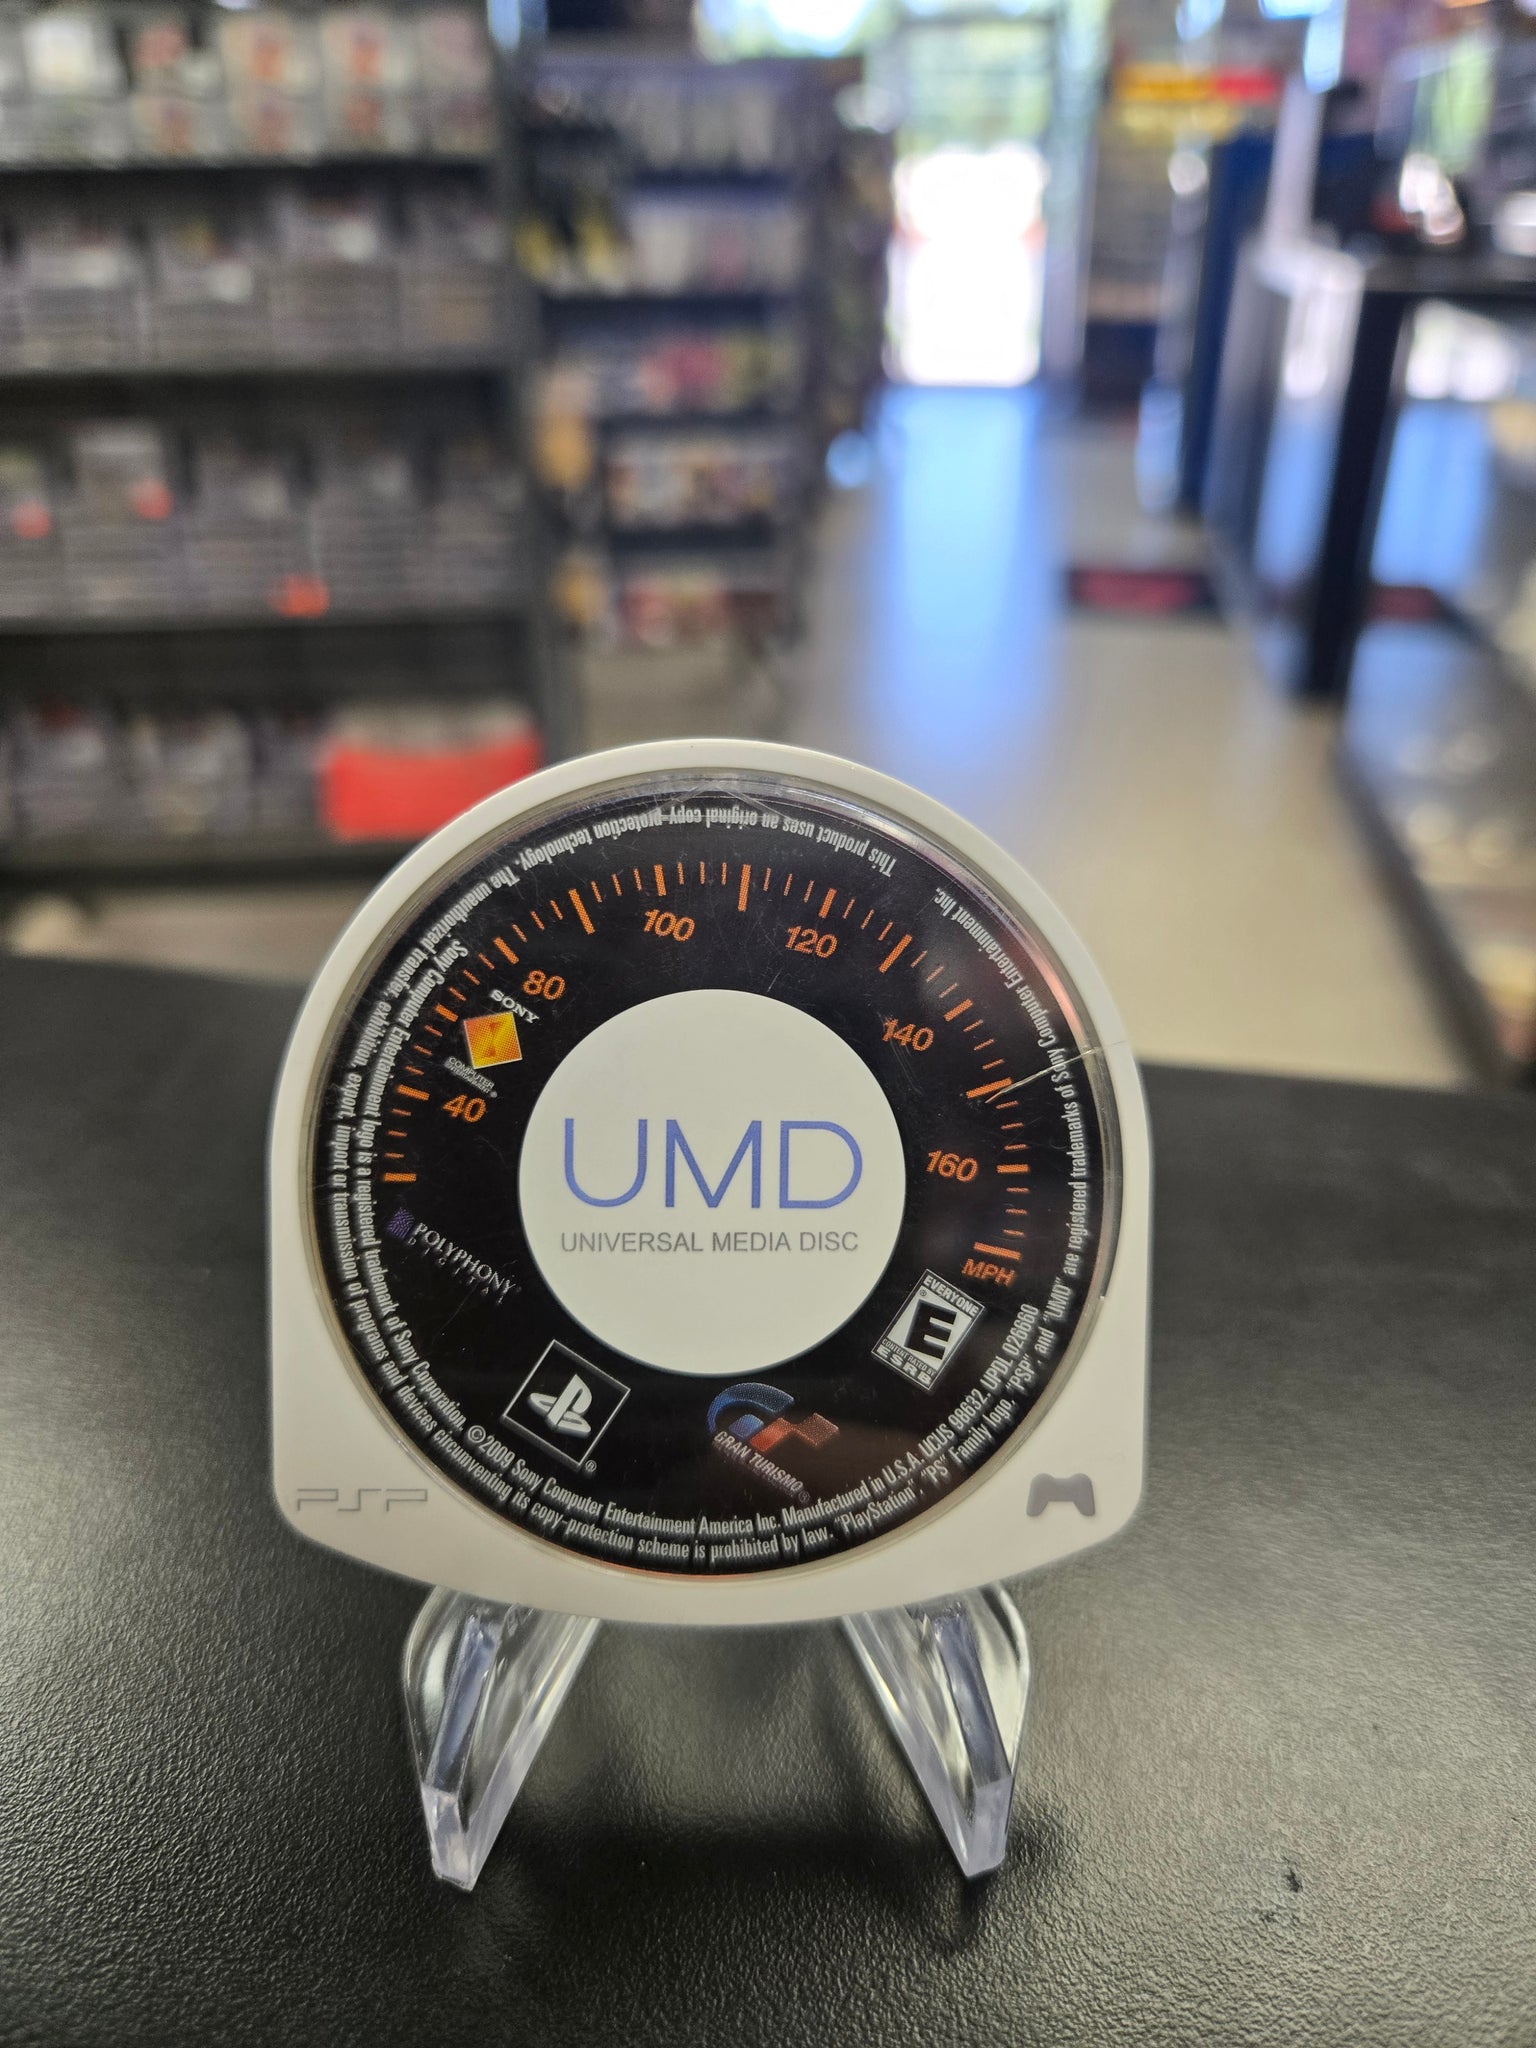 This product uses an original copy-protection technology. The unauthorized transfer, exhibition, export, import or transmission of programs and devices circumventing its copy-protection scheme is prohibited by law. "PlayStation", "PS" Family logo, "PSP", and "UMD" are registered trademarks of Sony Computer Entertainment Inc.
Sony Computer Entertainment logo is a registered trademark of Sony Corporation. ©2009 Sony Computer Entertainment America Inc. Manufactured in U.S.A. UCUS 98632. UPDL 026660
40
80
100
120
140
160
MPH
SONY
COMPUTER
ENTERTAINMENT®
UMD
UNIVERSAL MEDIA DISC
POLYPHONY®
DIGITAL
EVERYONE
E
®
CONTENT RATED BY
ESRB
®
GRAN TURISMO®
PSP